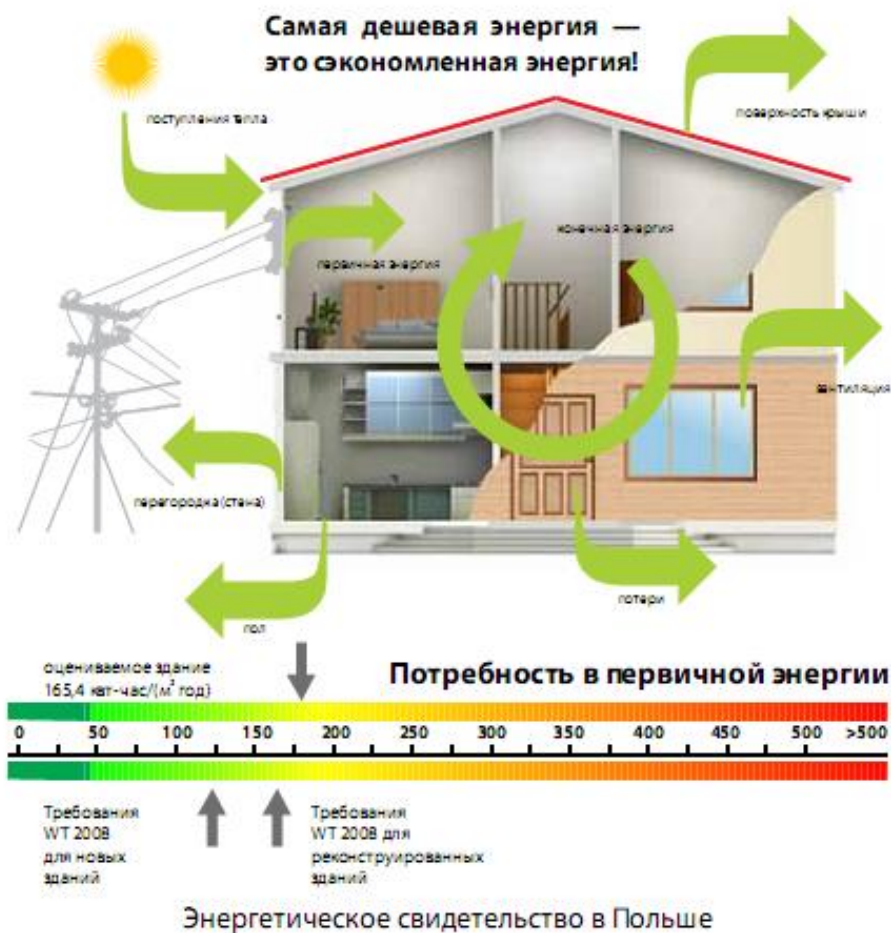 Самая дешевая энергия —
это сэкономленная энергия!
поступления тепла
поверхность крыши
конечная энергия
первичная энергия
вентиляция
перегородка (стена)
потери
пол
оцениваемое здание
165,4 квт-час/(м² год)
Потребность в первичной энергии
0 50 100 150 200 250 300 350 400 450 500 >500
Требования
WT 2008
для новых
зданий
Требования
WT 2008 для
реконструированных
зданий
Энергетическое свидетельство в Польше